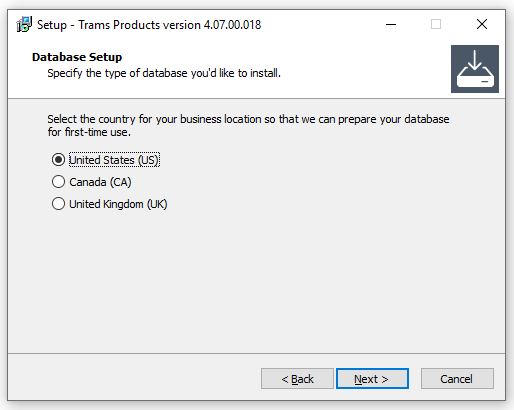 Setup - Trams Products version 4.07.00.018
Database Setup
Specify the type of database you'd like to install.
Select the country for your business location so that we can prepare your database
for first-time use.
United States (US)
Canada (CA)
United Kingdom (UK)
< Back
Next >
Cancel